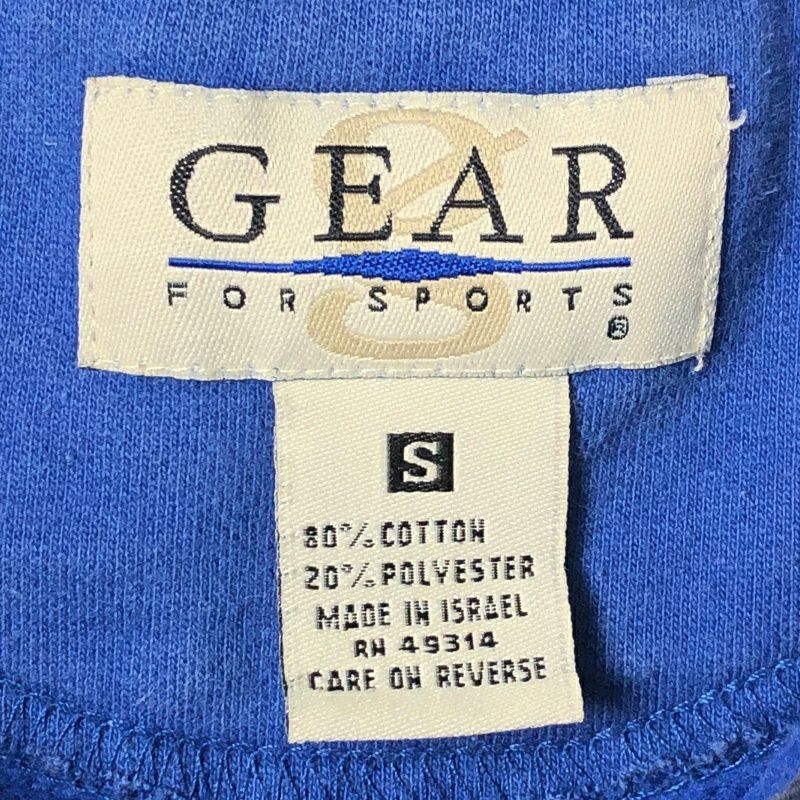 GEAR
FOR SPORTS
®
S
80% COTTON
20% POLYESTER
MADE IN ISRAEL
RN 49314
CARE ON REVERSE